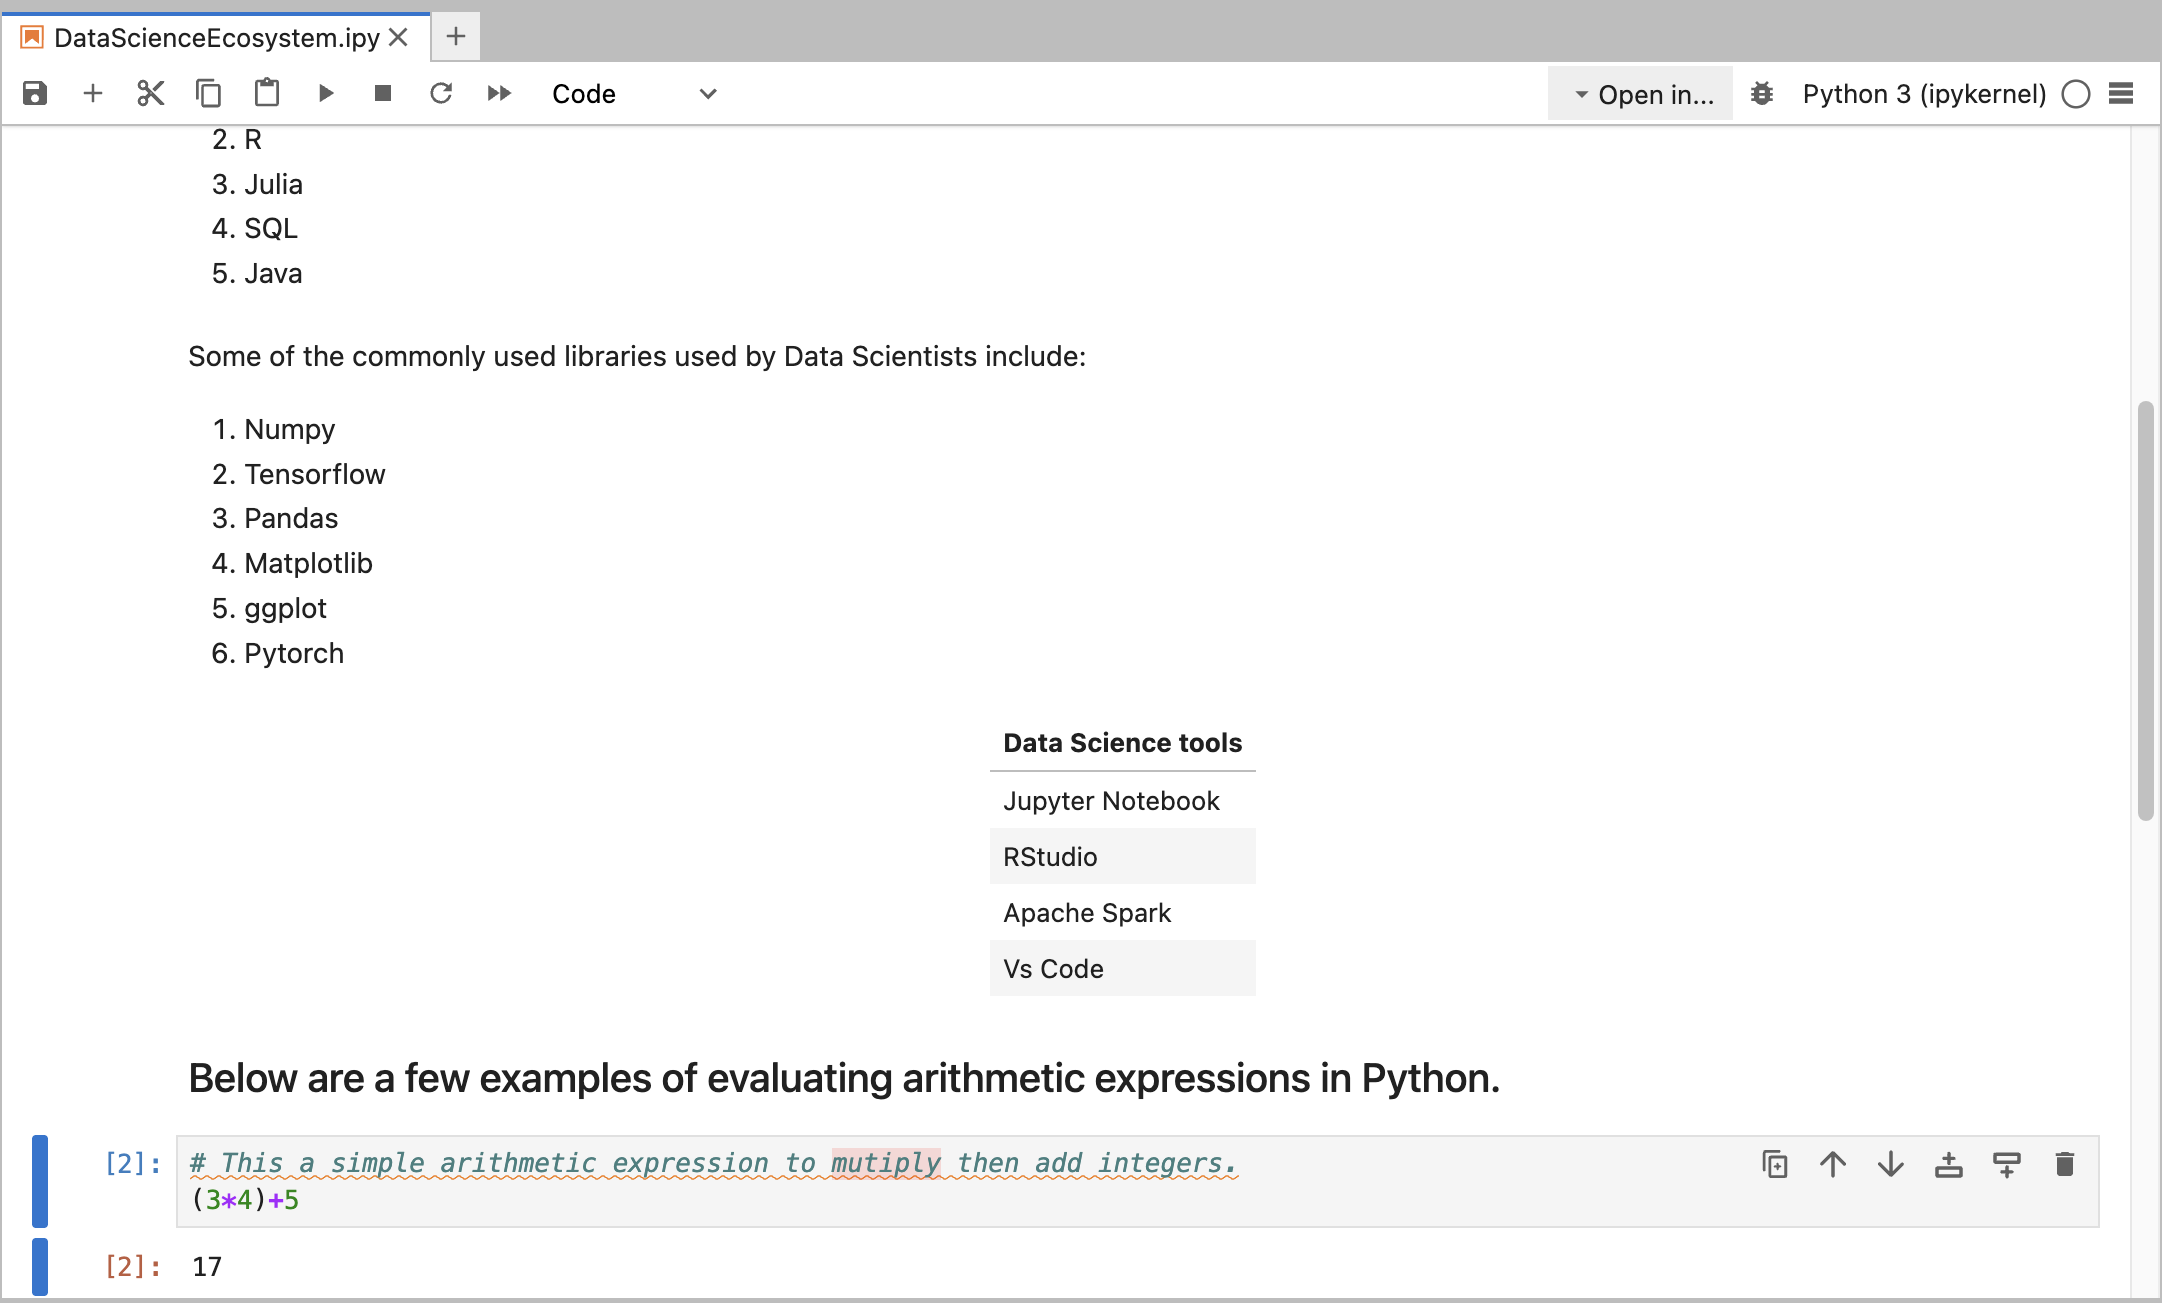 DataScienceEcosystem.ipy
Code
Open in...
Python 3 (ipykernel)
2. R
3. Julia
4. SQL
5. Java
Some of the commonly used libraries used by Data Scientists include:
1. Numpy
2. Tensorflow
3. Pandas
4. Matplotlib
5. ggplot
6. Pytorch
Data Science tools
Jupyter Notebook
RStudio
Apache Spark
Vs Code
Below are a few examples of evaluating arithmetic expressions in Python.
[2]: # This a simple arithmetic expression to mutiply then add integers.
(3*4)+5
[2]: 17